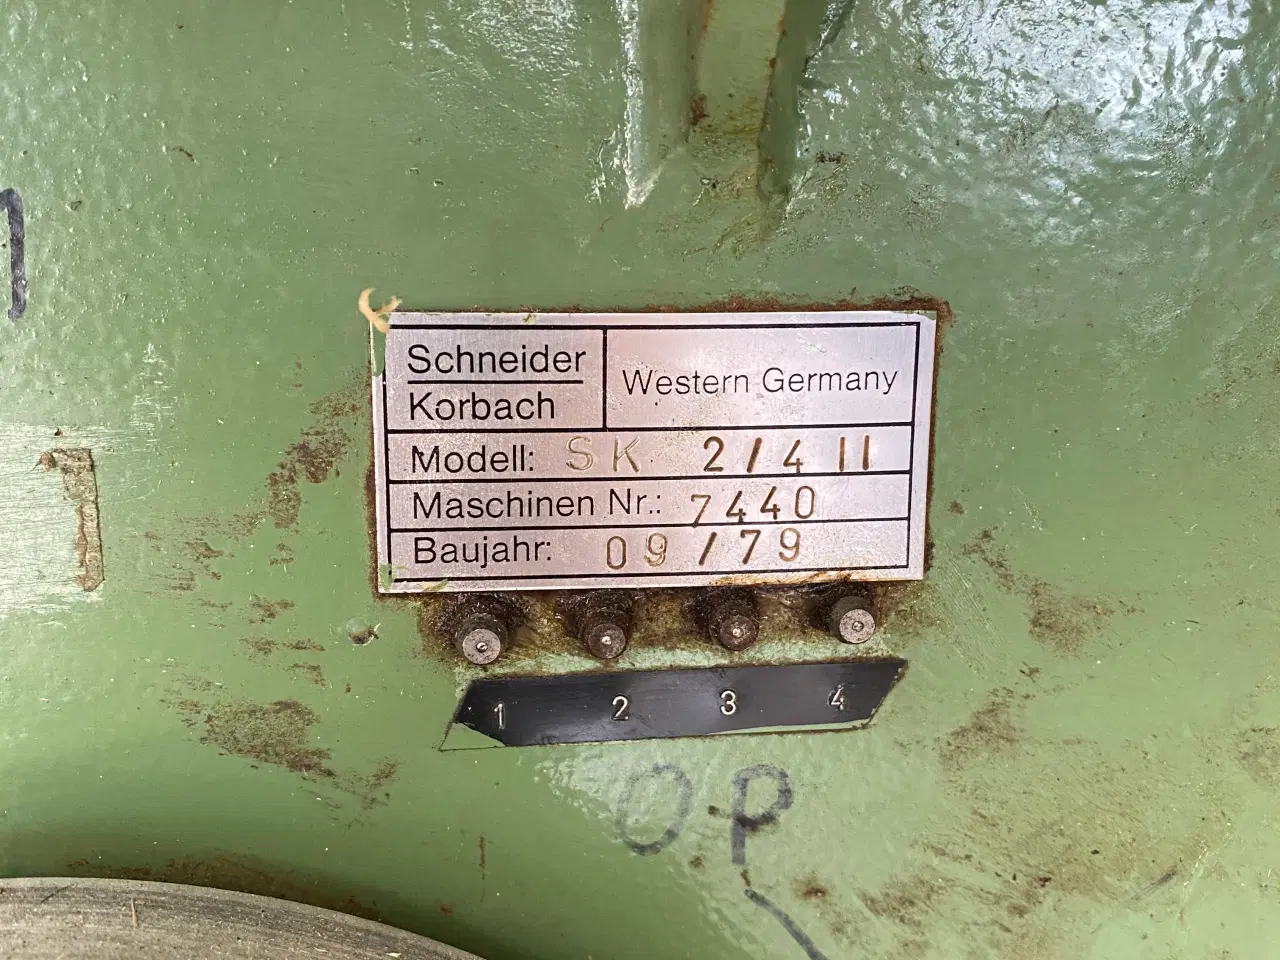 Schneider
Korbach
Western Germany
Modell: SK 2/4 II
Maschinen Nr.: 7440
Baujahr: 09/79
1 2 3 4
OP